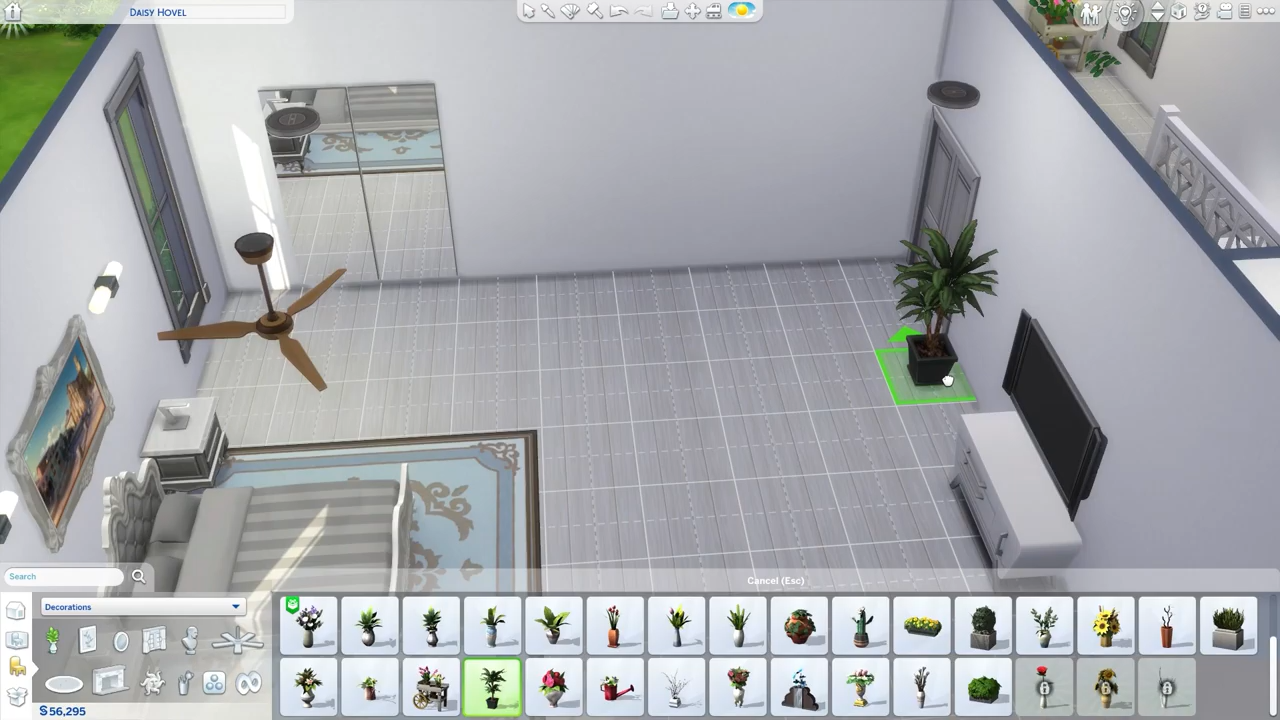 DAISY HOVEL
Cancel (Esc)
Search
Decorations
§56,295